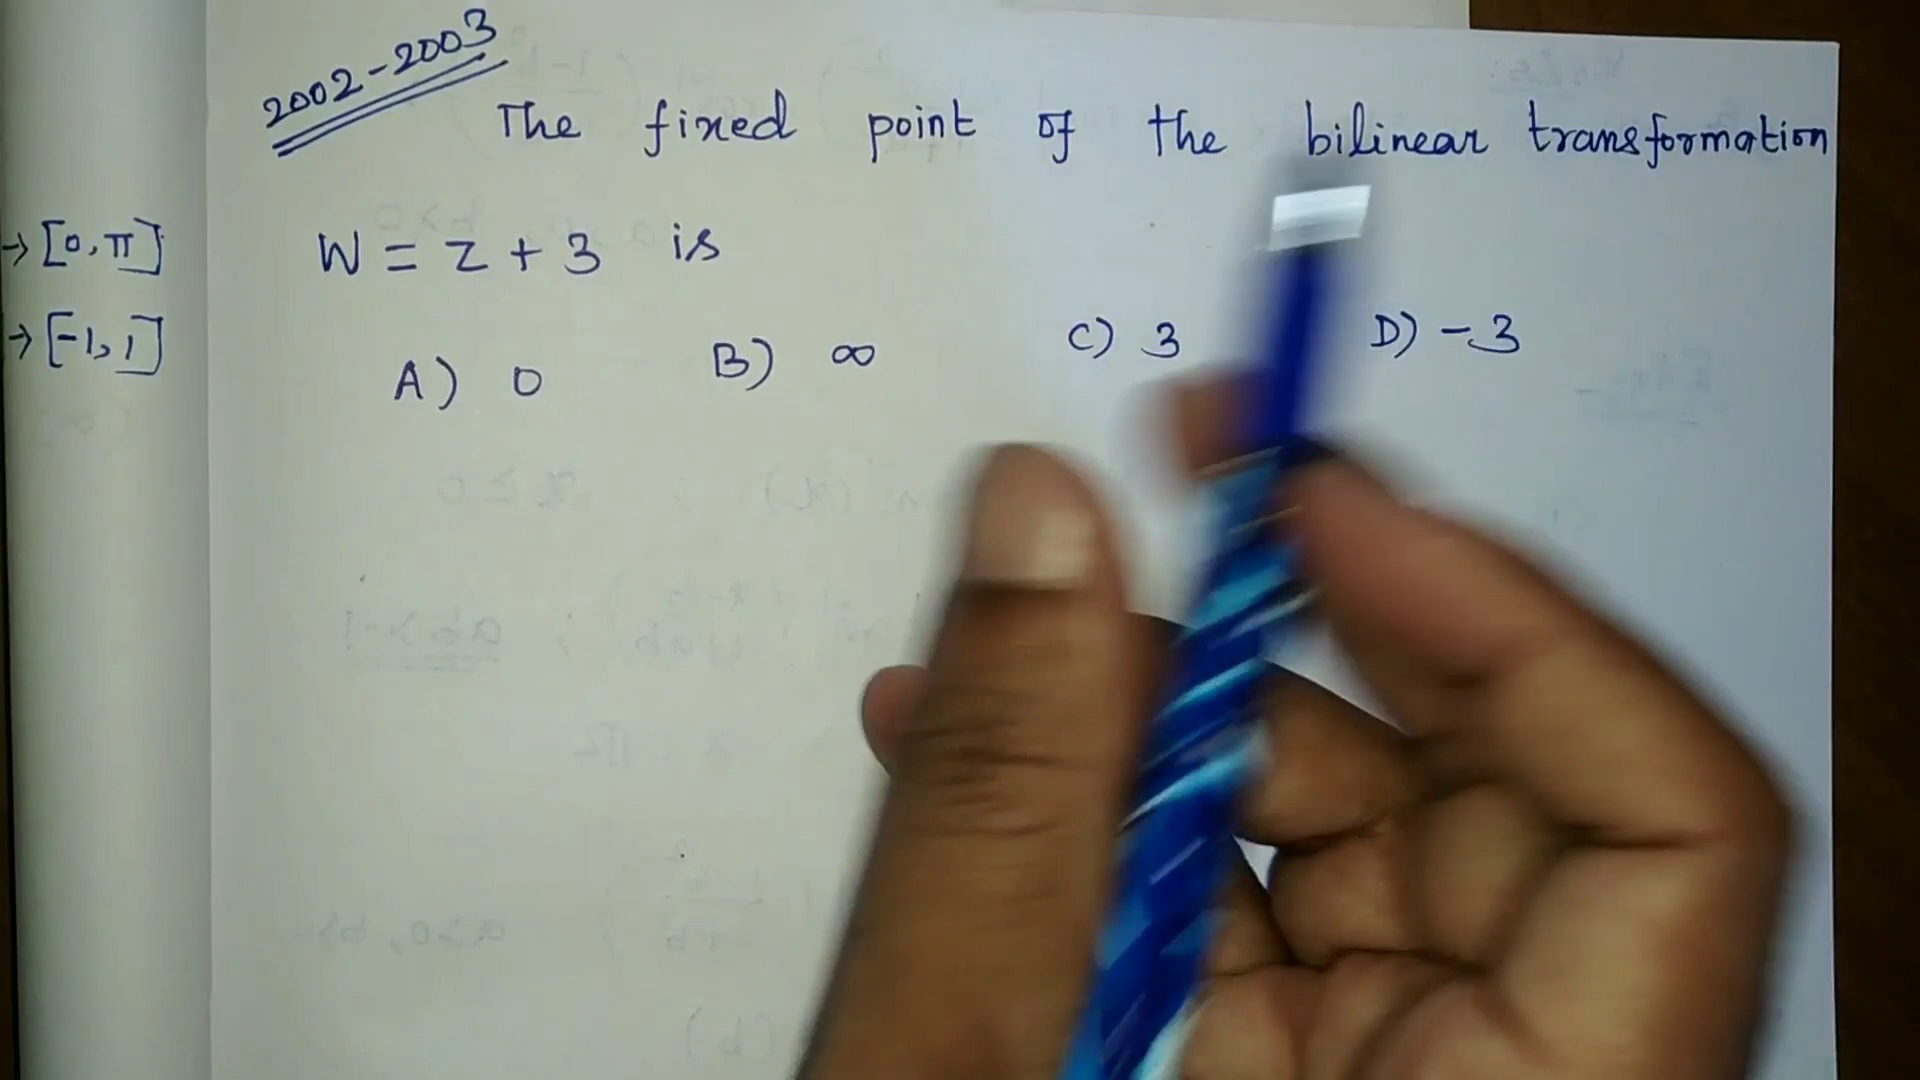 2002-2003
The fixed point of the bilinear transformation
W = z + 3 is
A) 0 B) ∞ C) 3 D) -3
→ [0, π]
→ [-1, 1]